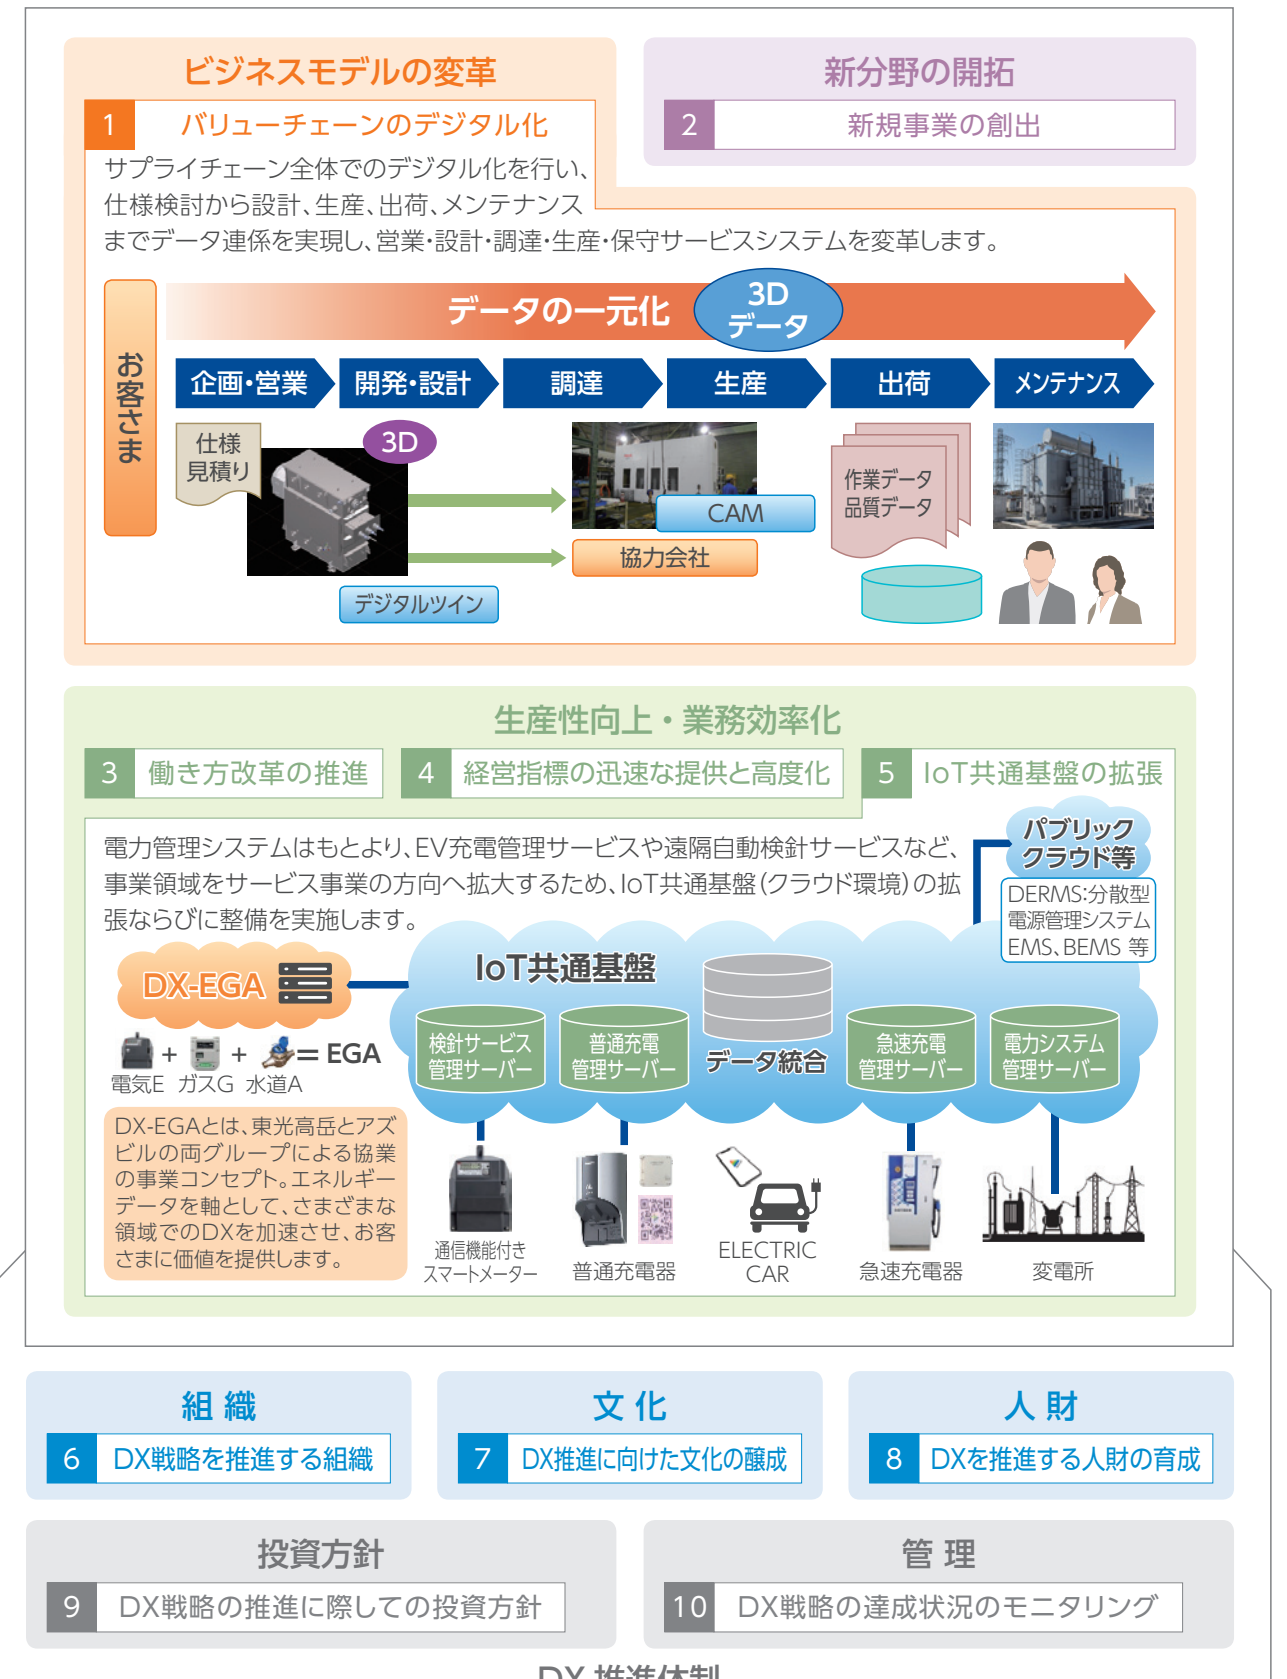 ビジネスモデルの変革
1 バリューチェーンのデジタル化
新分野の開拓
2 新規事業の創出
サプライチェーン全体でのデジタル化を行い、
仕様検討から設計、生産、出荷、メンテナンス
までデータ連係を実現し、営業・設計・調達・生産・保守サービスシステムを変革します。
お客さま
データの一元化
3D
データ
企画・営業
開発・設計
調達
生産
出荷
メンテナンス
仕様
見積り
3D
CAM
協力会社
デジタルツイン
作業データ
品質データ
生産性向上・業務効率化
3 働き方改革の推進
4 経営指標の迅速な提供と高度化
5 IoT共通基盤の拡張
電力管理システムはもとより、EV充電管理サービスや遠隔自動検針サービスなど、
事業領域をサービス事業の方向へ拡大するため、IoT共通基盤（クラウド環境）の拡
張ならびに整備を実施します。
パブリック
クラウド等
DERMS：分散型
電源管理システム
EMS、BEMS 等
DX-EGA
IoT共通基盤
検針サービス
管理サーバー
普通充電
管理サーバー
データ統合
急速充電
管理サーバー
電力システム
管理サーバー
+ + = EGA
電気E ガスG 水道A
DX-EGAとは、東光高岳とアズ
ビルの両グループによる協業
の事業コンセプト。エネルギー
データを軸として、さまざまな
領域でのDXを加速させ、お客
さまに価値を提供します。
通信機能付き
スマートメーター
普通充電器
ELECTRIC
CAR
急速充電器
変電所
組 織
6 DX戦略を推進する組織
文 化
7 DX推進に向けた文化の醸成
人 財
8 DXを推進する人財の育成
投資方針
9 DX戦略の推進に際しての投資方針
管 理
10 DX戦略の達成状況のモニタリング
DX 推進体制